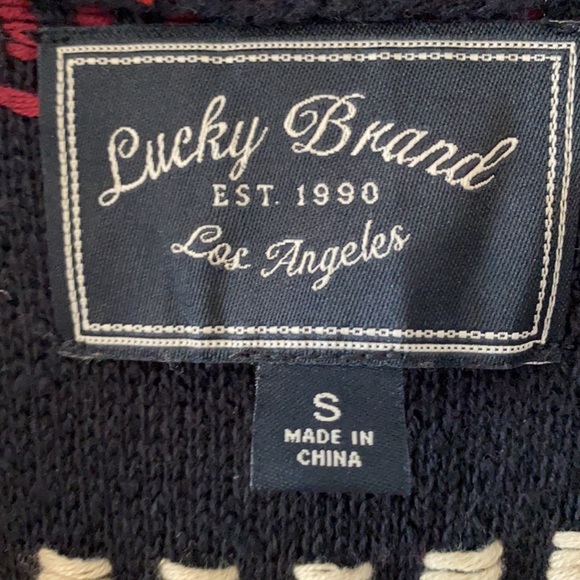 Lucky Brand
EST. 1990
Los Angeles
S
MADE IN
CHINA